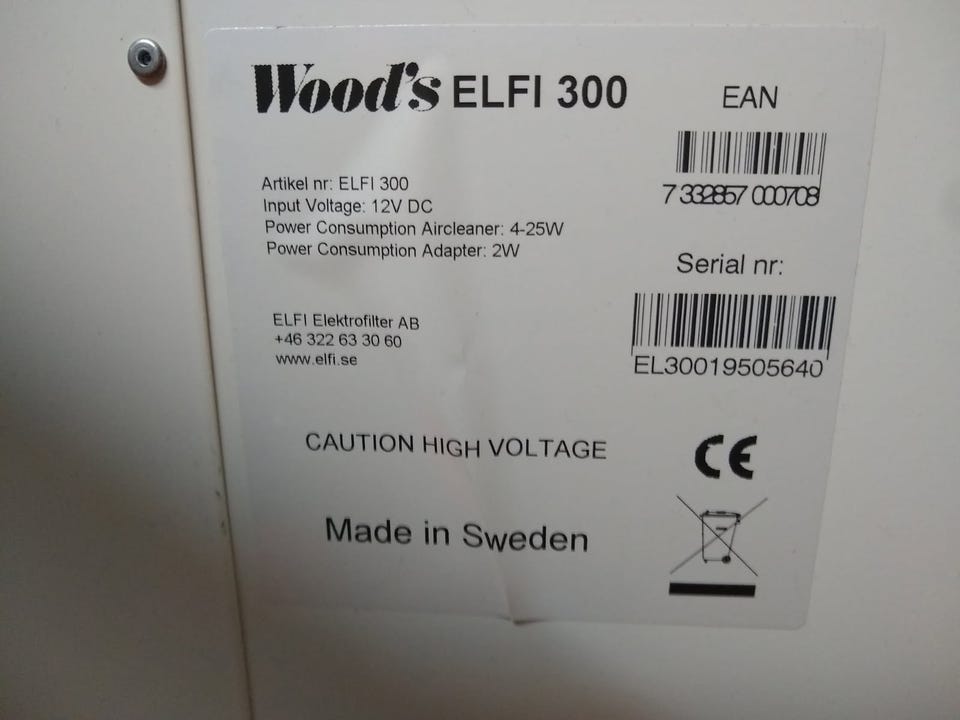 Wood's ELFI 300
Artikel nr: ELFI 300
Input Voltage: 12V DC
Power Consumption Aircleaner: 4-25W
Power Consumption Adapter: 2W
ELFI Elektrofilter AB
+46 322 63 30 60
www.elfi.se
CAUTION HIGH VOLTAGE
Made in Sweden
EAN
7 332857 000708
Serial nr:
EL30019505640
CE